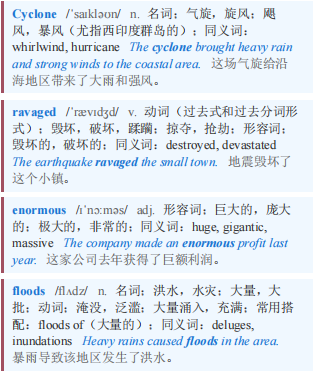 Cyclone /ˈsaɪkləʊn/ n. 名词；气旋，旋风；飓
风，暴风（尤指西印度群岛的）；同义词：
whirlwind, hurricane The cyclone brought heavy rain
and strong winds to the coastal area. 这场气旋给沿
海地区带来了大雨和强风。
ravaged /ˈrævɪdʒd/ v. 动词（过去式和过去分词形
式）；毁坏，破坏，蹂躏；掠夺，抢劫；形容词：
毁坏的，破坏的；同义词：destroyed, devastated
The earthquake ravaged the small town. 地震毁坏了
这个小镇。
enormous /ɪˈnɔːməs/ adj. 形容词；巨大的，庞大
的；极大的，非常的；同义词：huge, gigantic,
massive The company made an enormous profit last
year. 这家公司去年获得了巨额利润。
floods /flʌdz/ n. 名词；洪水，水灾；大量，大
批；动词；淹没，泛滥；大量涌入，充满；常用搭
配：floods of（大量的）；同义词：deluges,
inundations Heavy rains caused floods in the area.
暴雨导致该地区发生了洪水。